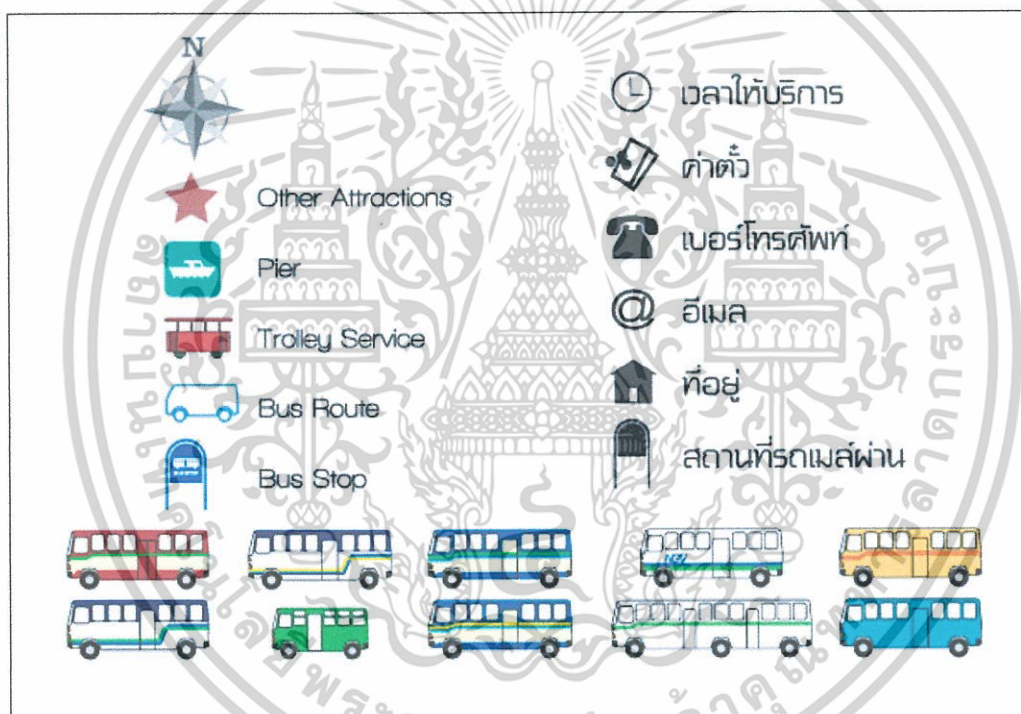 N
Other Attractions
Pier
Trolley Service
Bus Route
Bus Stop
เวลาให้บริการ
ค่าตั๋ว
เบอร์โทรศัพท์
@ อีเมล
ที่อยู่
สถานที่รถเมล์ผ่าน